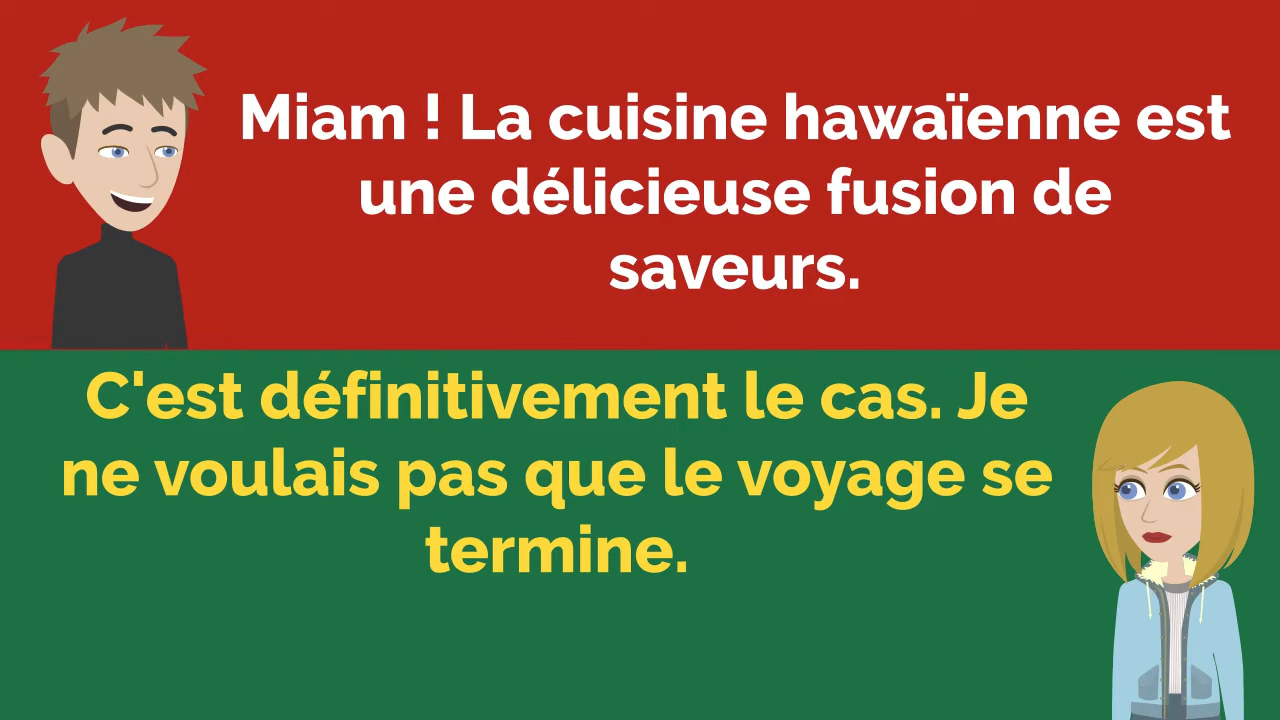 Miam ! La cuisine hawaïenne est
une délicieuse fusion de
saveurs.
C'est définitivement le cas. Je
ne voulais pas que le voyage se
termine.